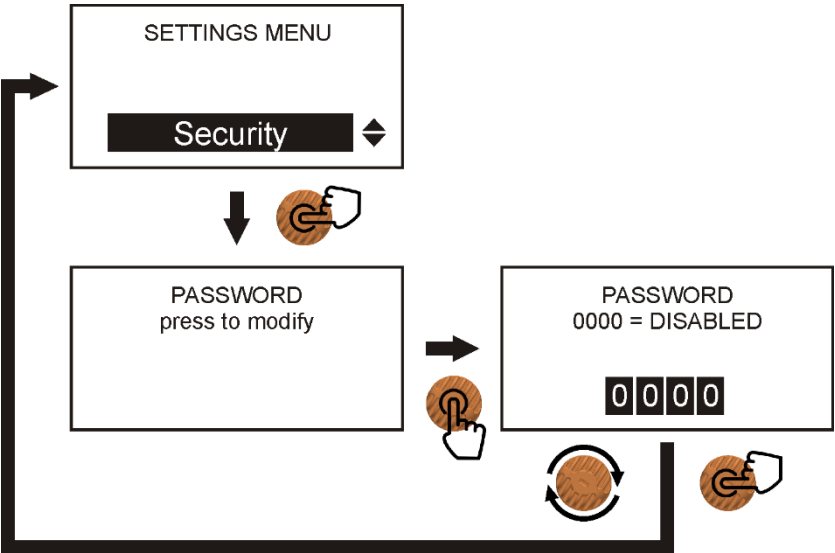 SETTINGS MENU
Security
PASSWORD
press to modify
PASSWORD
0000 = DISABLED
0000